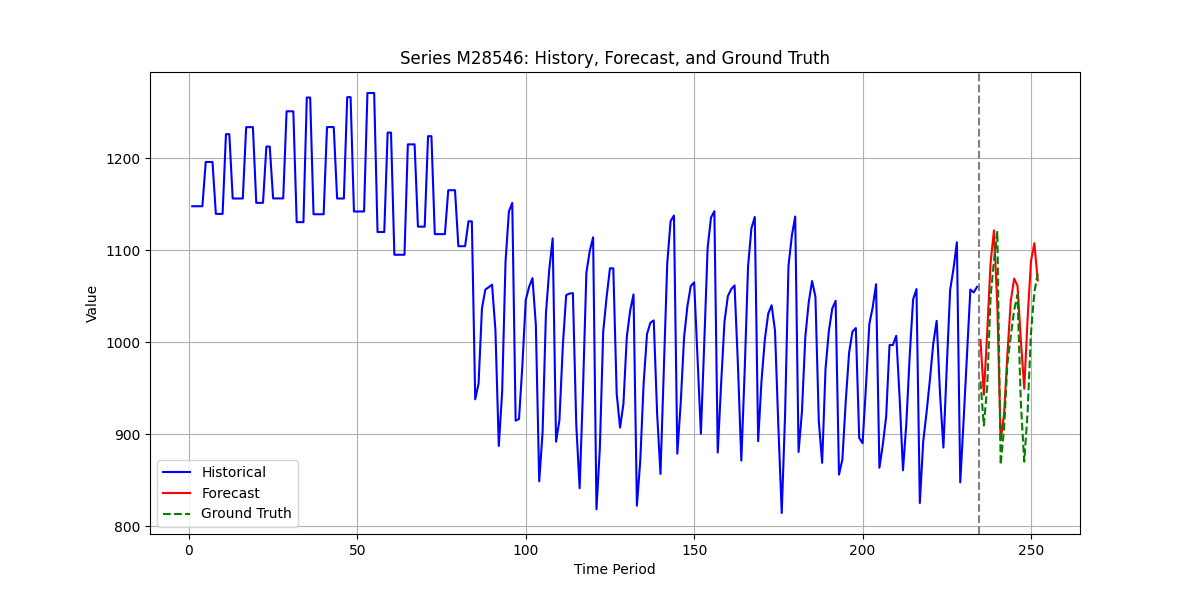 Series M28546: History, Forecast, and Ground Truth
Value
1200
1100
1000
900
800
Historical
Forecast
Ground Truth
0
50
100
150
200
250
Time Period